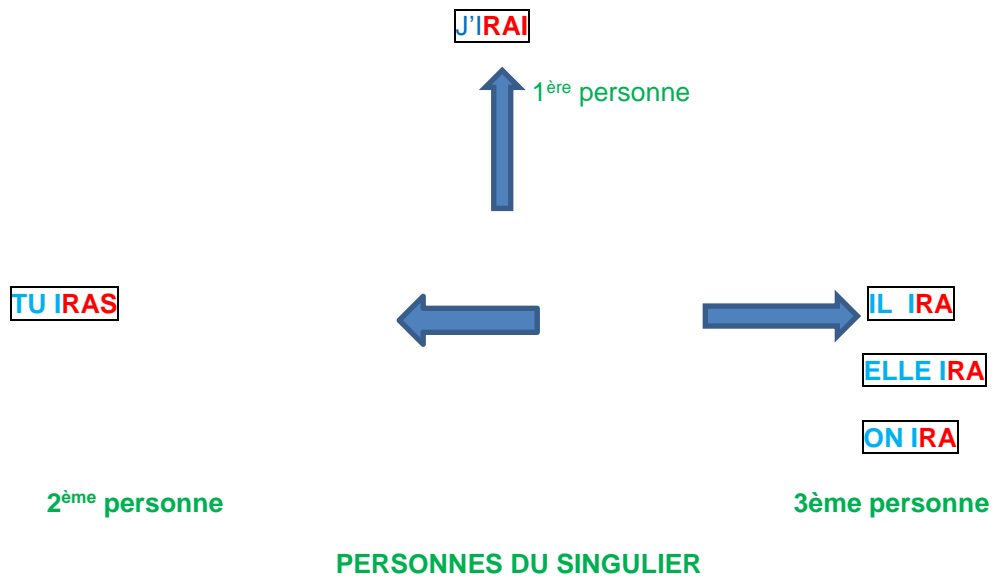 J'IRAI
1ère personne
TU IRAS
IL IRA
ELLE IRA
ON IRA
2ème personne
3ème personne
PERSONNES DU SINGULIER